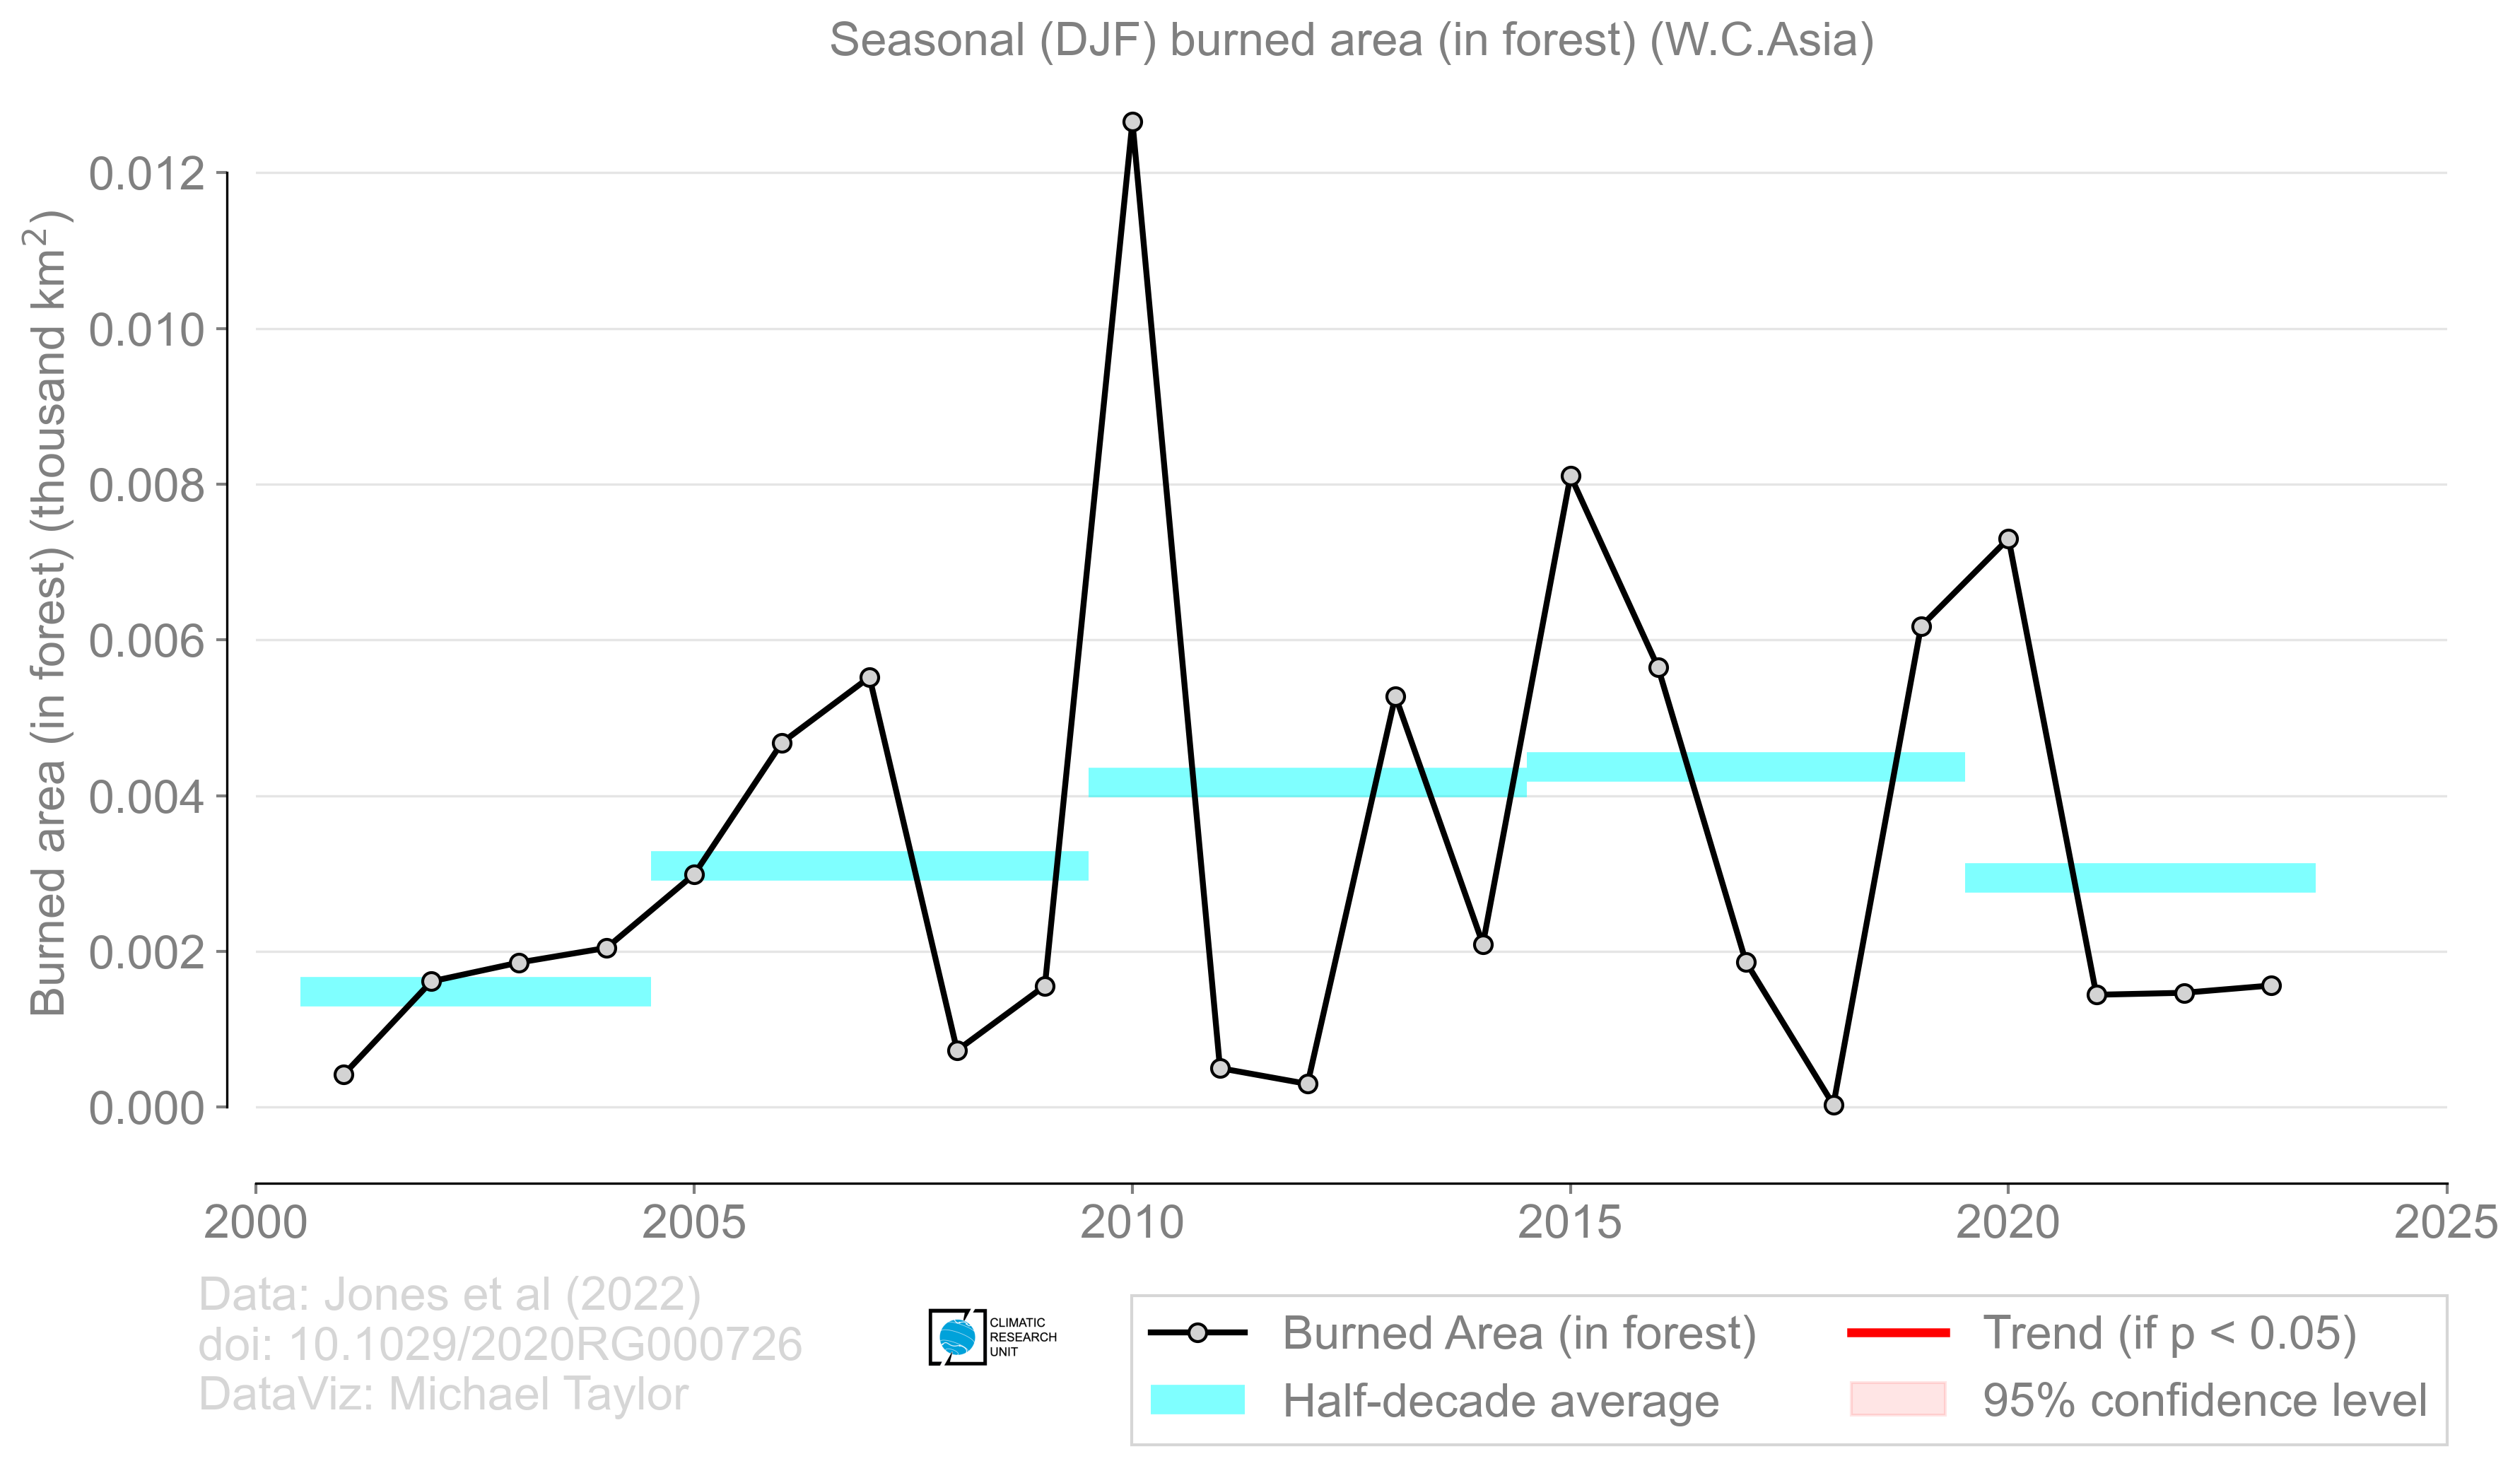 Seasonal (DJF) burned area (in forest) (W.C.Asia)
Burned area (in forest) (thousand km²)
0.012
0.010
0.008
0.006
0.004
0.002
0.000
2000 2005 2010 2015 2020 2025
Data: Jones et al (2022)
doi: 10.1029/2020RG000726
DataViz: Michael Taylor
CLIMATIC
RESEARCH
UNIT
Burned Area (in forest)
Half-decade average
Trend (if p < 0.05)
95% confidence level